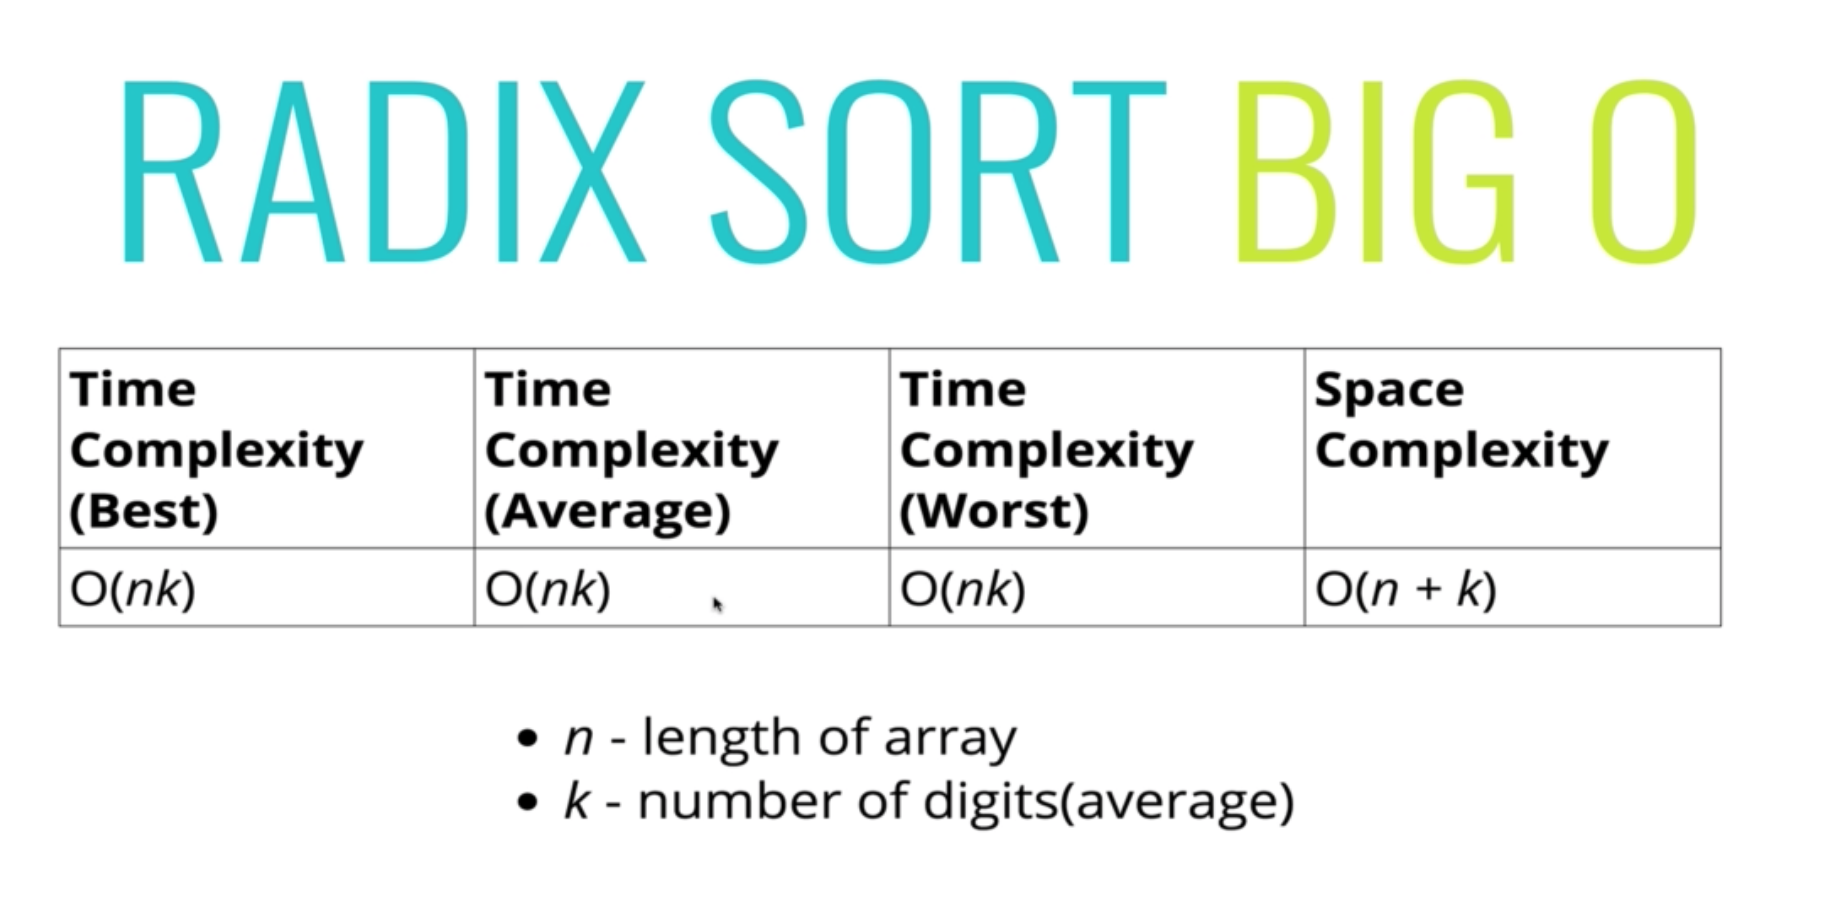 RADIX SORT BIG O
Time
Complexity
(Best)
Time
Complexity
(Average)
Time
Complexity
(Worst)
Space
Complexity
O(nk)
O(nk)
O(nk)
O(n + k)
• n - length of array
• k - number of digits(average)